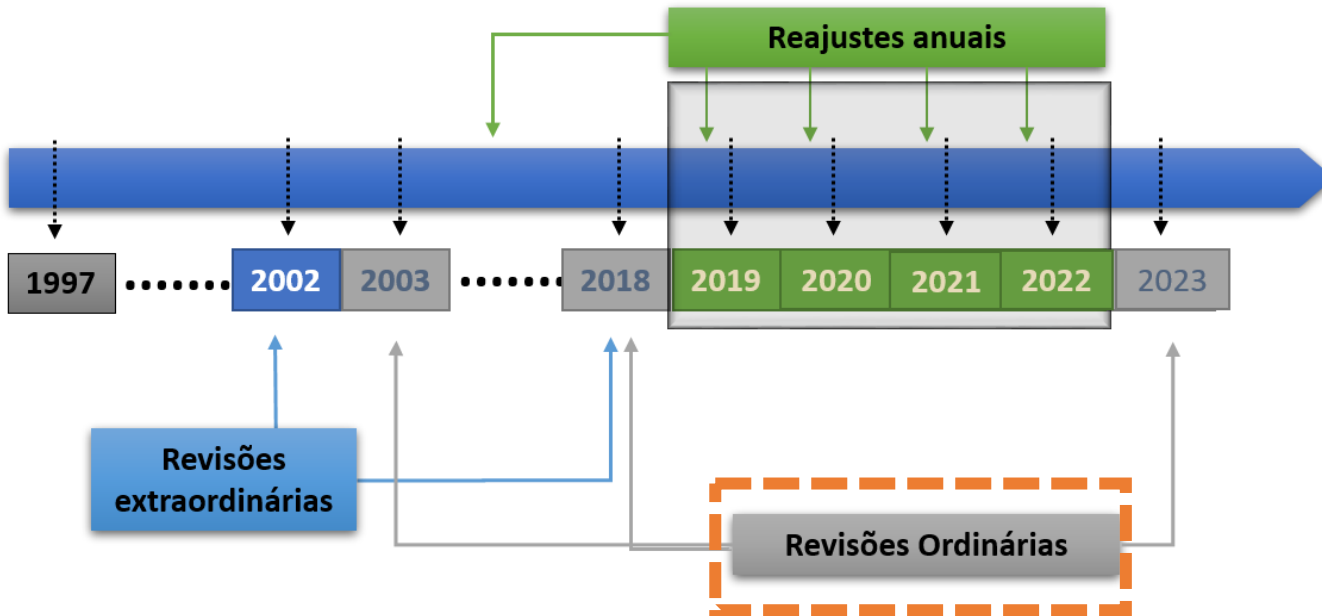 Reajustes anuais
1997
2002
2003
2018
2019
2020
2021
2022
2023
Revisões
extraordinárias
Revisões Ordinárias